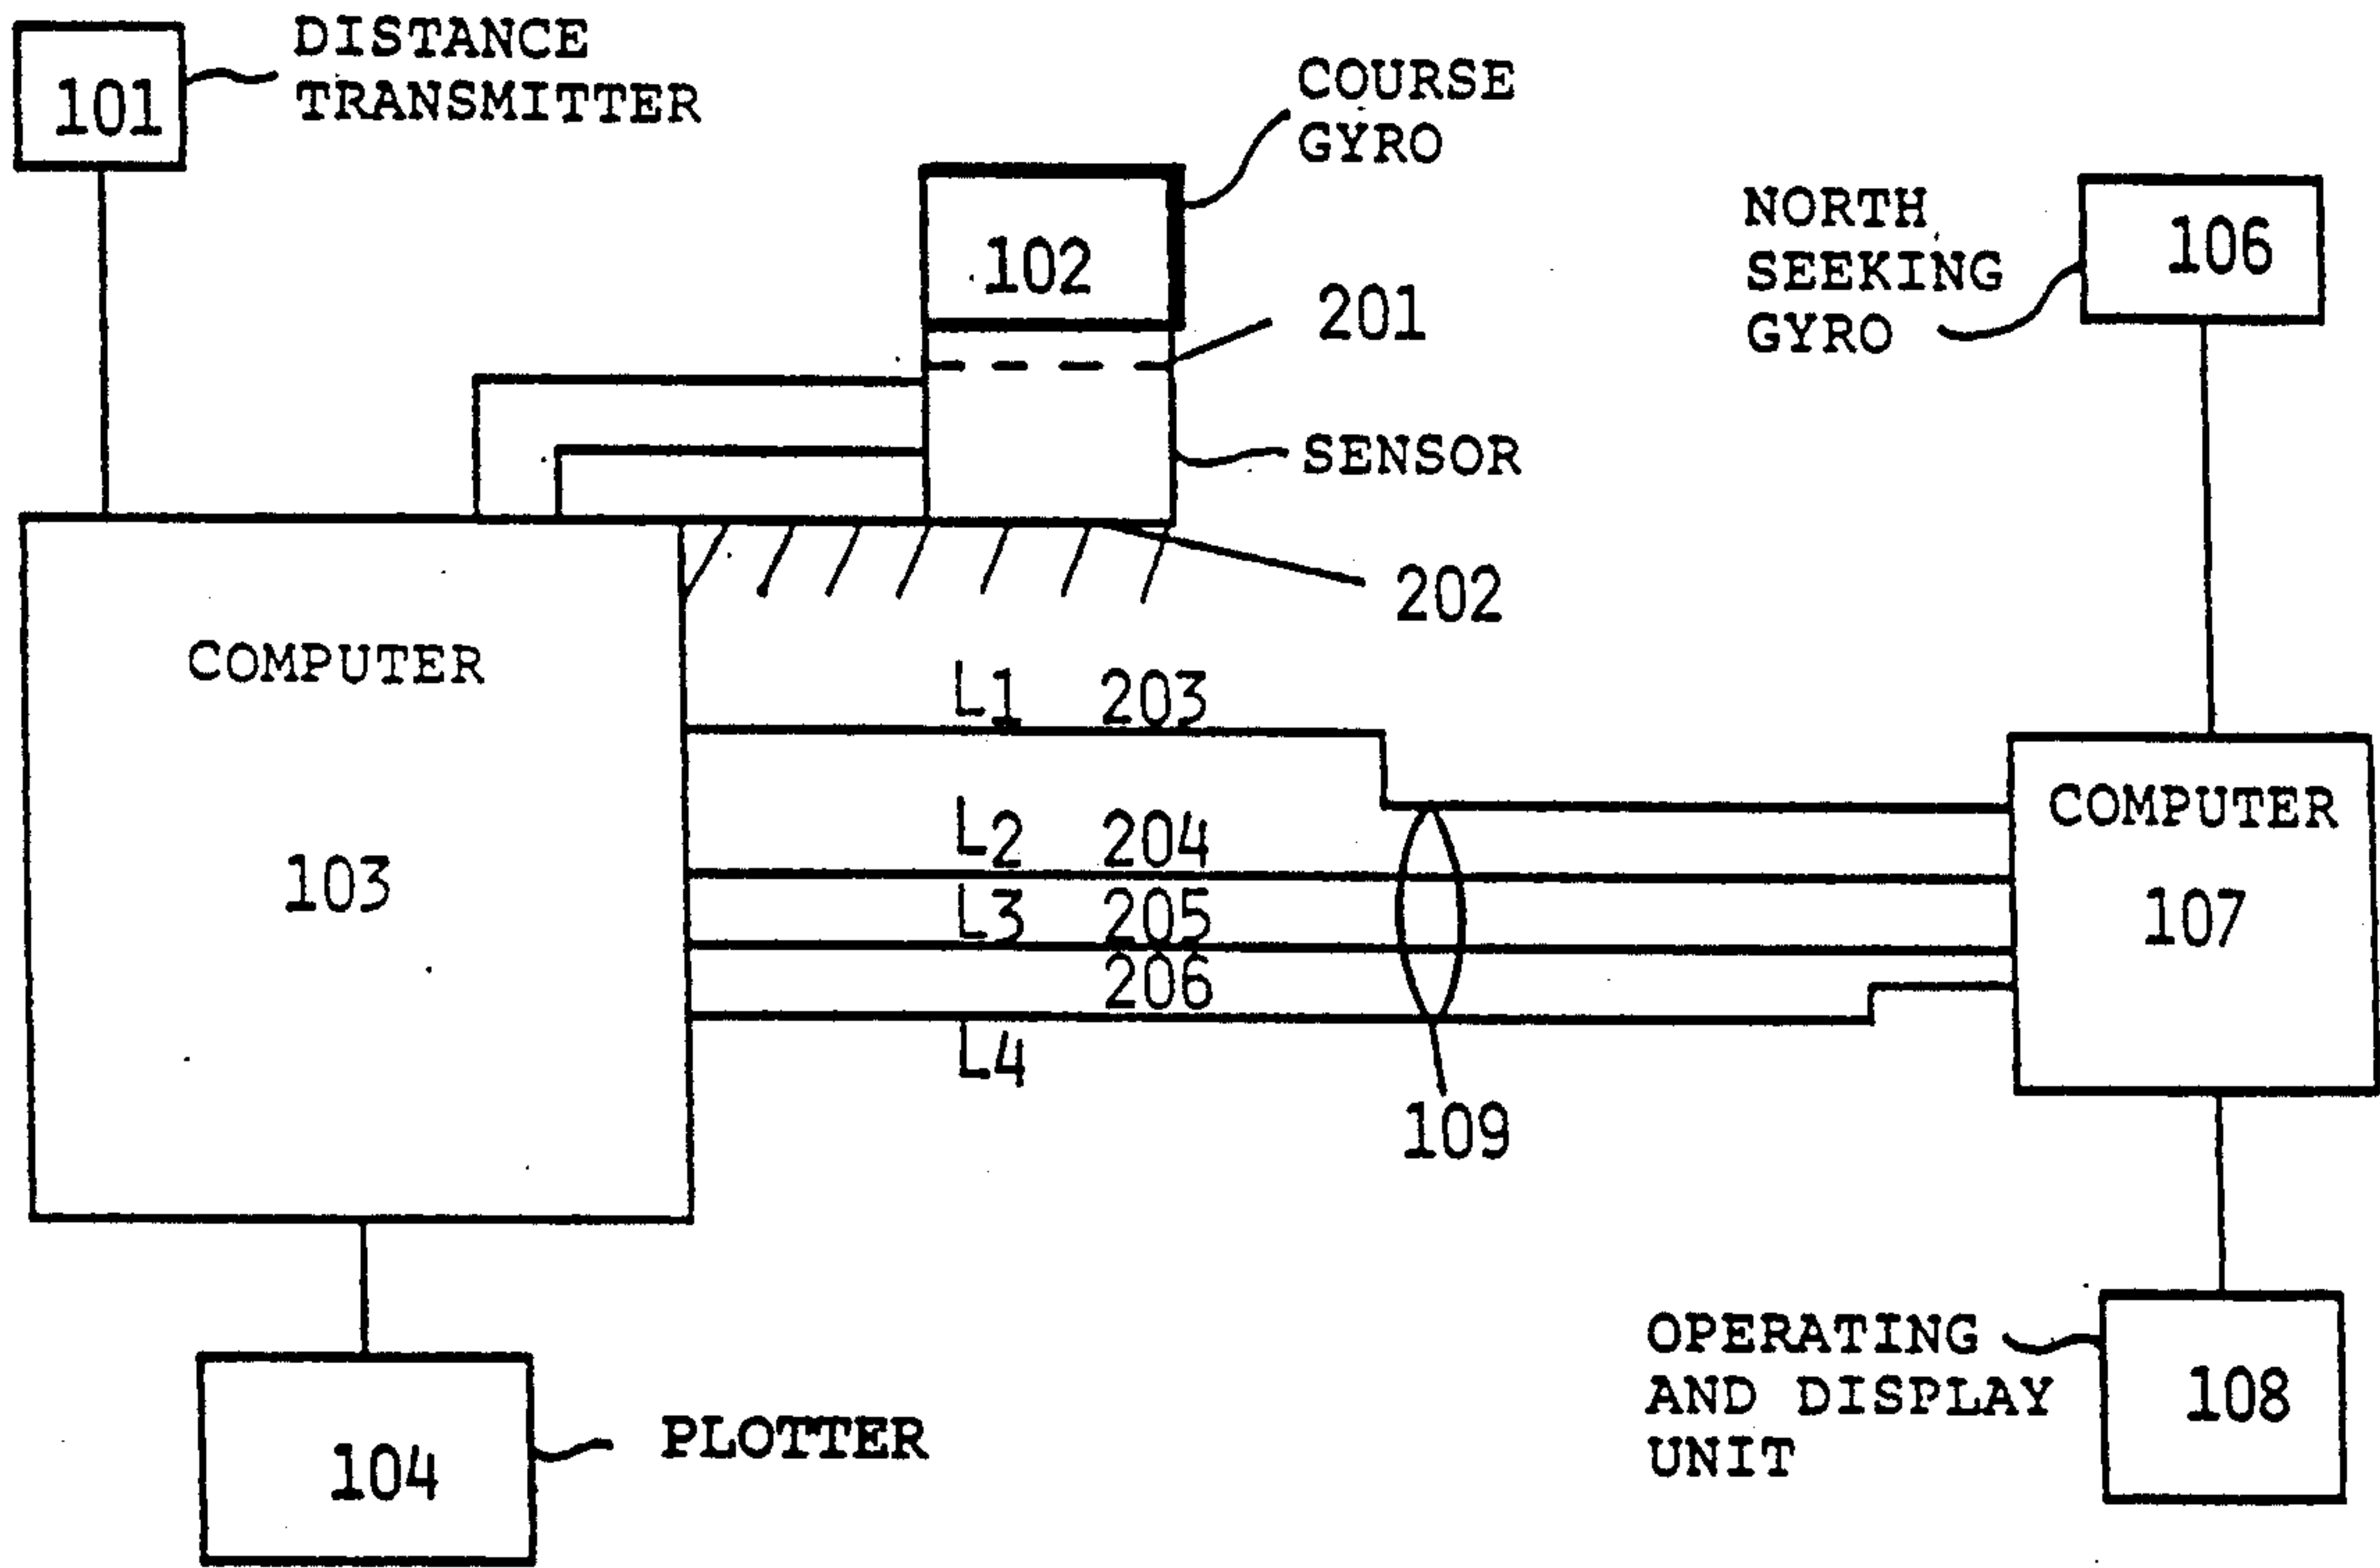 101
DISTANCE
TRANSMITTER
COURSE
GYRO
102
201
SENSOR
202
NORTH
SEEKING
GYRO
106
COMPUTER
103
L1 203
L2 204
L3 205
206
L4
109
COMPUTER
107
104
PLOTTER
OPERATING
AND DISPLAY
UNIT
108